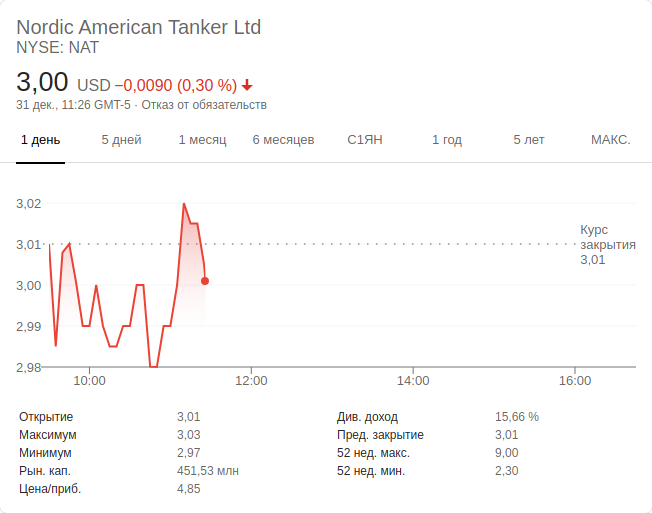 Nordic American Tanker Ltd
NYSE: NAT
3,00 USD −0,0090 (0,30 %)
31 дек., 11:26 GMT-5 · Отказ от обязательств
1 день 5 дней 1 месяц 6 месяцев С1ЯН 1 год 5 лет МАКС.
3,02
3,01
3,00
2,99
2,98
Курс
закрытия
3,01
10:00 12:00 14:00 16:00
Открытие 3,01
Максимум 3,03
Минимум 2,97
Рын. кап. 451,53 млн
Цена/приб. 4,85
Див. доход 15,66 %
Пред. закрытие 3,01
52 нед. макс. 9,00
52 нед. мин. 2,30